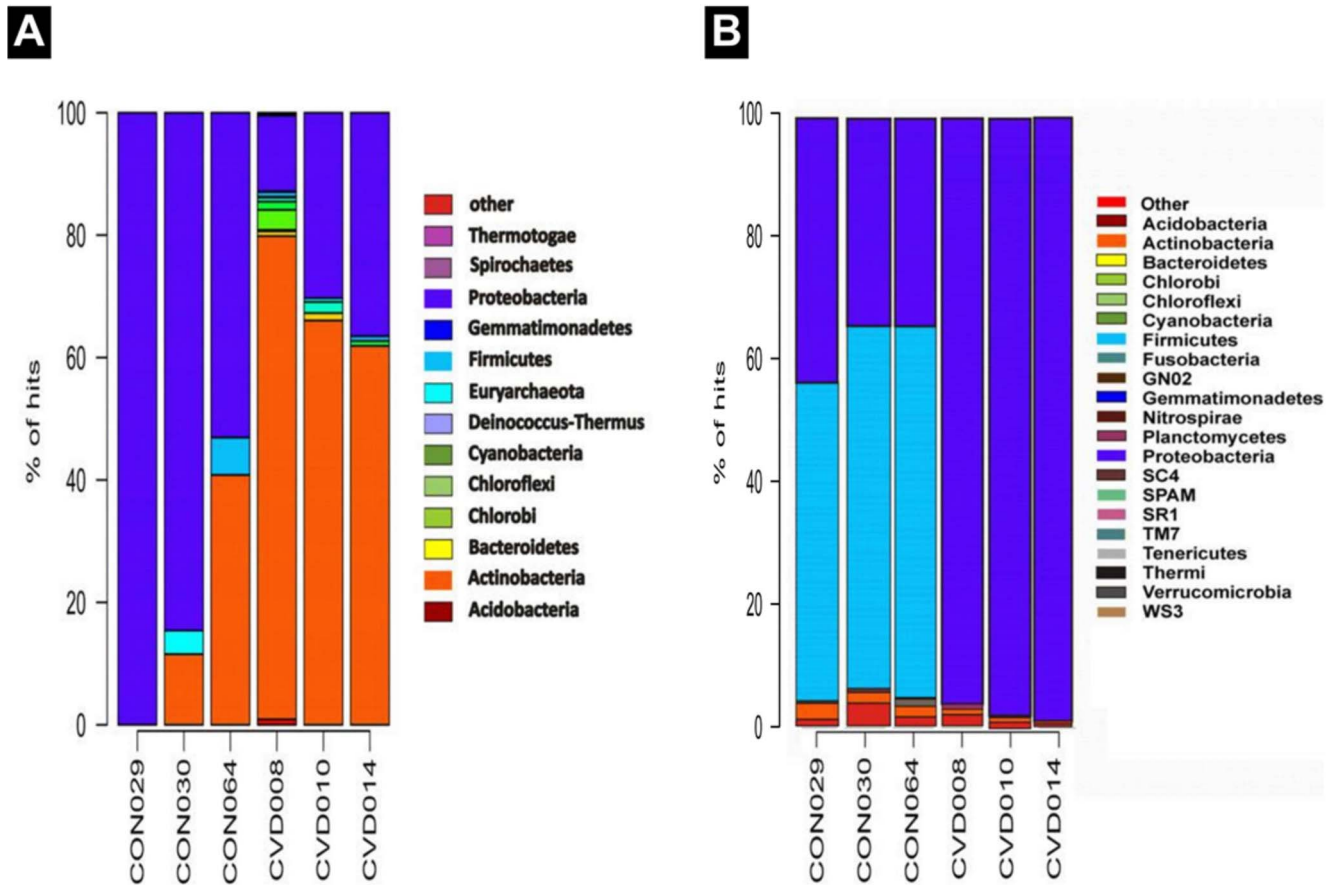 A
100
80
60
40
20
0
% of hits
CON029
CON030
CON064
CVD008
CVD010
CVD014
other
Thermotogae
Spirochaetes
Proteobacteria
Gemmatimonadetes
Firmicutes
Euryarchaeota
Deinococcus-Thermus
Cyanobacteria
Chloroflexi
Chlorobi
Bacteroidetes
Actinobacteria
Acidobacteria
B
100
80
60
40
20
0
% of hits
CON029
CON030
CON064
CVD008
CVD010
CVD014
Other
Acidobacteria
Actinobacteria
Bacteroidetes
Chlorobi
Chloroflexi
Cyanobacteria
Firmicutes
Fusobacteria
GN02
Gemmatimonadetes
Nitrospirae
Planctomycetes
Proteobacteria
SC4
SPAM
SR1
TM7
Tenericutes
Thermi
Verrucomicrobia
WS3